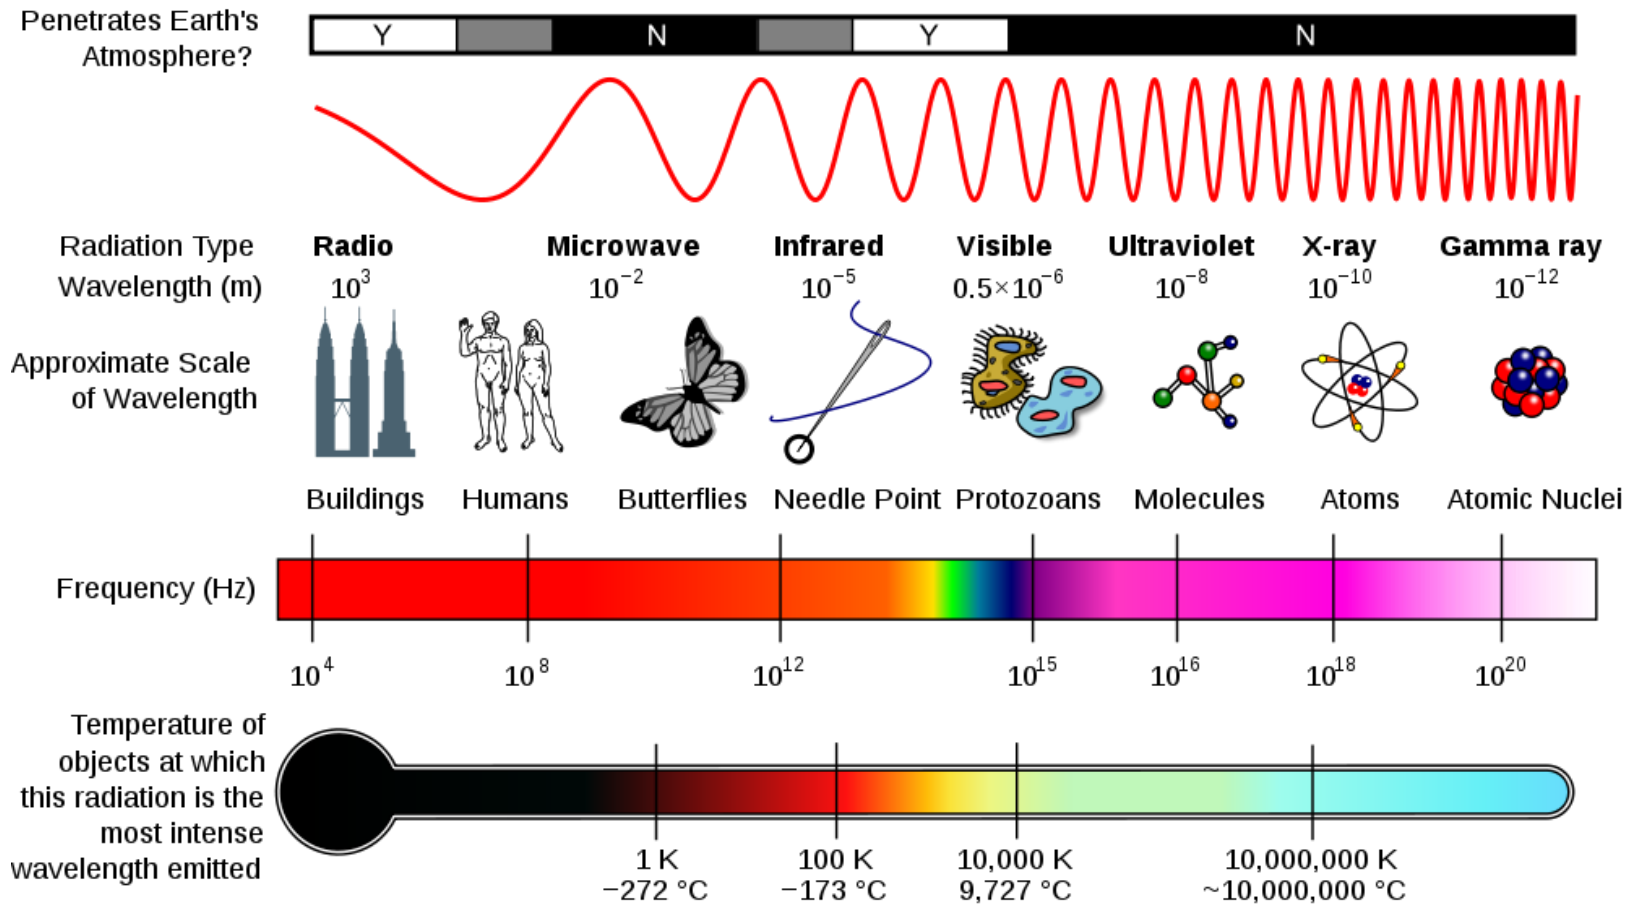 Penetrates Earth's
Atmosphere?
Y N Y N
Radiation Type
Radio Microwave Infrared Visible Ultraviolet X-ray Gamma ray
Wavelength (m)
10³ 10⁻² 10⁻⁵ 0.5×10⁻⁶ 10⁻⁸ 10⁻¹⁰ 10⁻¹²
Approximate Scale
of Wavelength
Buildings Humans Butterflies Needle Point Protozoans Molecules Atoms Atomic Nuclei
Frequency (Hz)
10⁴ 10⁸ 10¹² 10¹⁵ 10¹⁶ 10¹⁸ 10²⁰
Temperature of
objects at which
this radiation is the
most intense
wavelength emitted
1 K 100 K 10,000 K 10,000,000 K
−272 °C −173 °C 9,727 °C ~10,000,000 °C